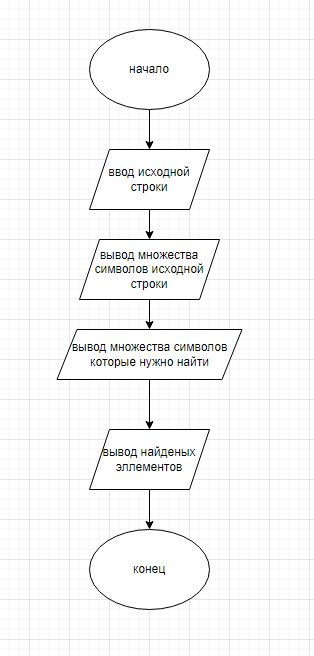 начало
ввод исходной
строки
вывод множества
символов исходной
строки
вывод множества символов
которые нужно найти
вывод найденых
эллементов
конец